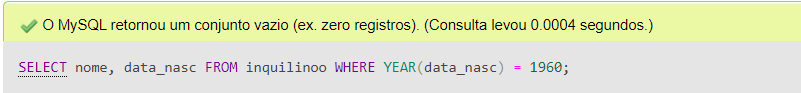 O MySQL retornou um conjunto vazio (ex. zero registros). (Consulta levou 0.0004 segundos.)
SELECT nome, data_nasc FROM inquilinoo WHERE YEAR(data_nasc) = 1960;